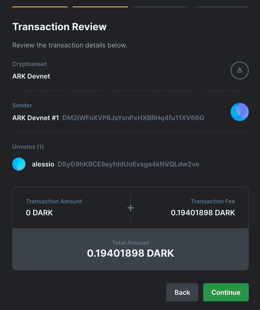 Transaction Review
Review the transaction details below.
Cryptoasset
ARK Devnet
Sender
ARK Devnet #1 DM2iWFoXVP8JsYsnPxHXBRHq4fu11XV66G
Unvotes (1)
alessio DSyG9hK9CE8eyfddUoEvsga4kNVQLdw2ve
Transaction Amount
0 DARK
Transaction Fee
0.19401898 DARK
Total Amount
0.19401898 DARK
Back
Continue